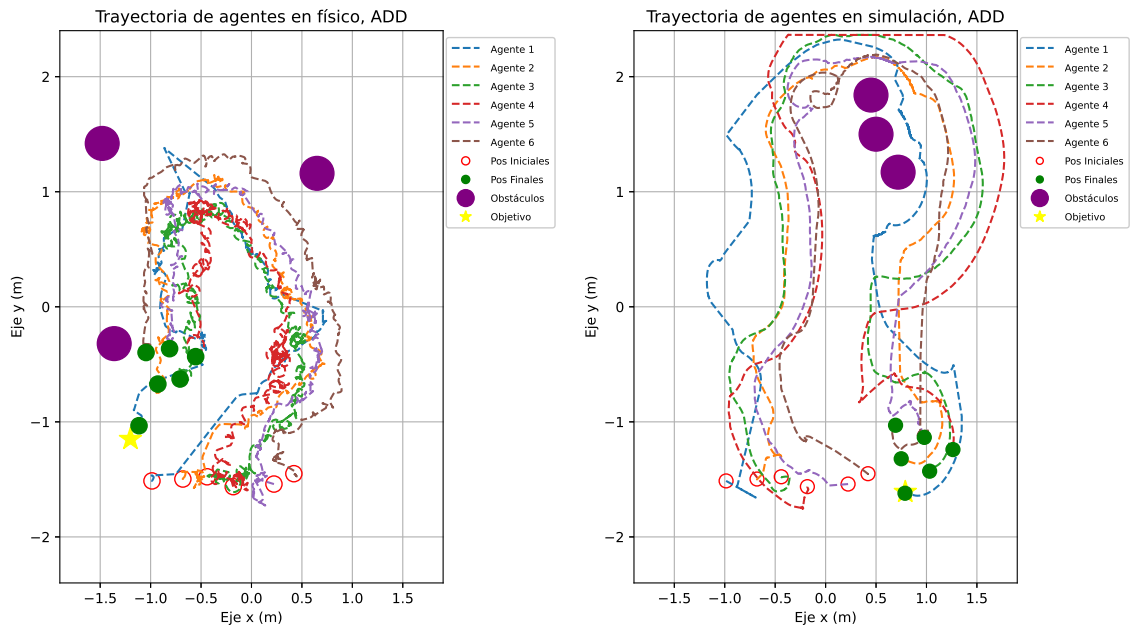 Trayectoria de agentes en físico, ADD
Eje y (m)
2
1
0
−1
−2
−1.5 −1.0 −0.5 0.0 0.5 1.0 1.5
Eje x (m)
Agente 1
Agente 2
Agente 3
Agente 4
Agente 5
Agente 6
Pos Iniciales
Pos Finales
Obstáculos
Objetivo
Trayectoria de agentes en simulación, ADD
Eje y (m)
2
1
0
−1
−2
−1.5 −1.0 −0.5 0.0 0.5 1.0 1.5
Eje x (m)
Agente 1
Agente 2
Agente 3
Agente 4
Agente 5
Agente 6
Pos Iniciales
Pos Finales
Obstáculos
Objetivo